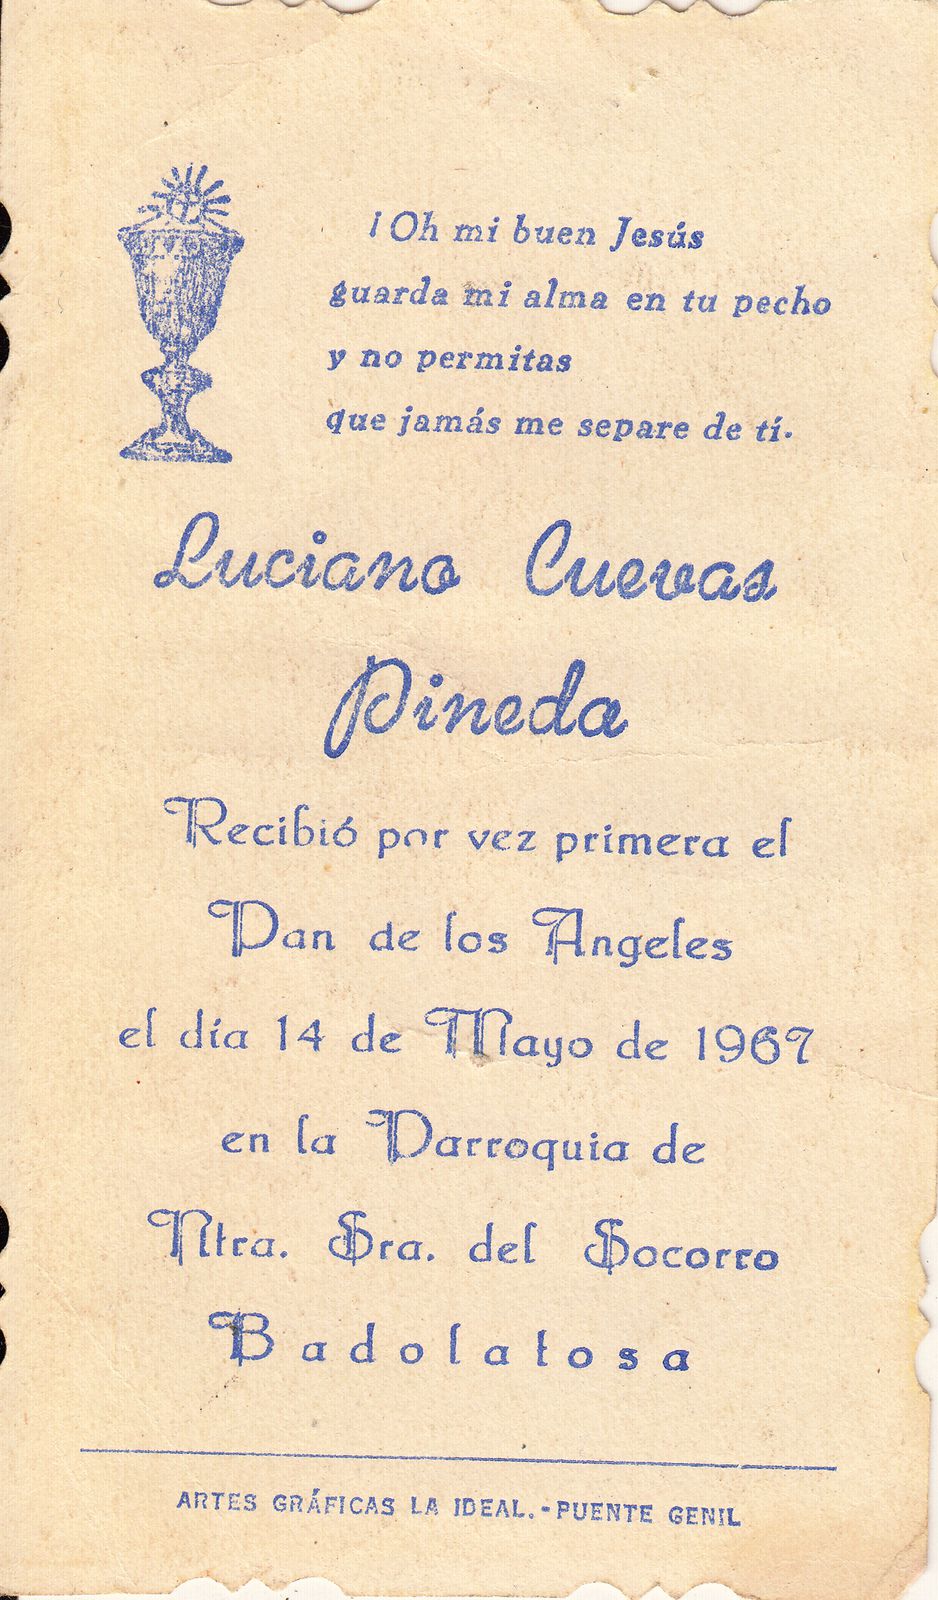 ¡Oh mi buen Jesús
guarda mi alma en tu pecho
y no permitas
que jamás me separe de tí.
Luciano Cuevas
Pineda
Recibió por vez primera el
Pan de los Angeles
el día 14 de Mayo de 1967
en la Parroquia de
Ntra. Sra. del Socorro
Badolatosa
ARTES GRÁFICAS LA IDEAL.-PUENTE GENIL